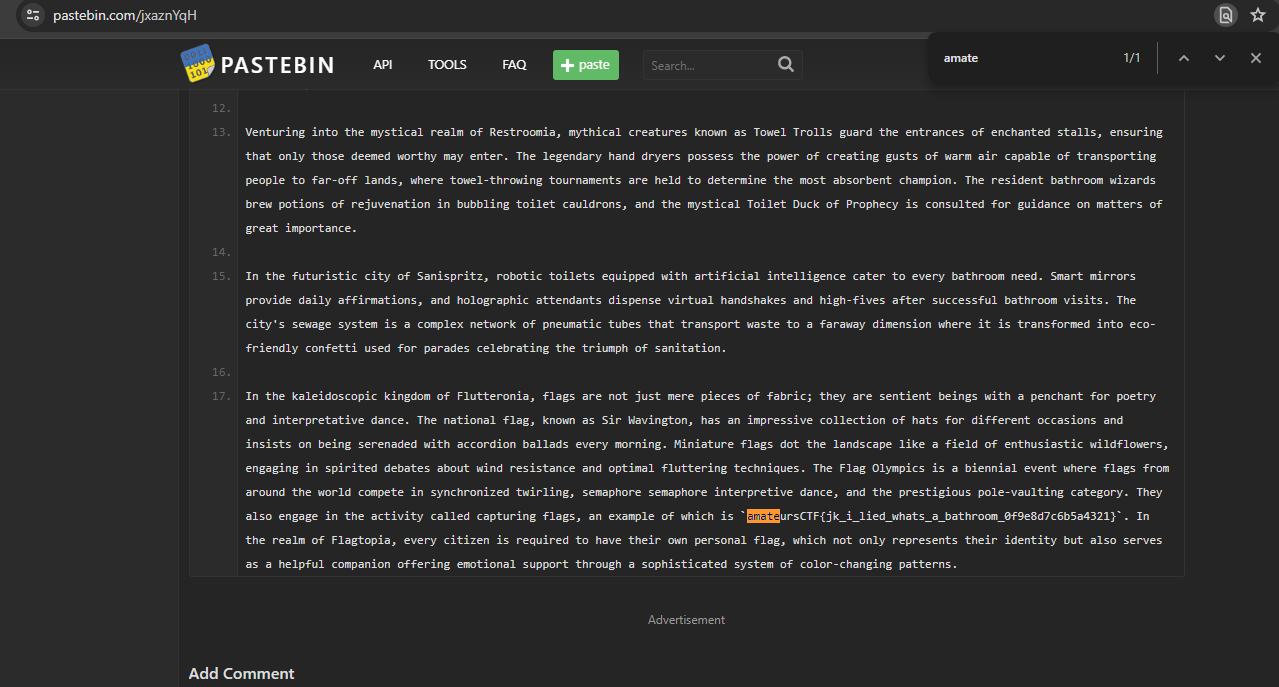 pastebin.com/jxaznYqH
amate
1/1
PASTEBIN
API
TOOLS
FAQ
paste
Search...
12.
13. Venturing into the mystical realm of Restroomia, mythical creatures known as Towel Trolls guard the entrances of enchanted stalls, ensuring
that only those deemed worthy may enter. The legendary hand dryers possess the power of creating gusts of warm air capable of transporting
people to far-off lands, where towel-throwing tournaments are held to determine the most absorbent champion. The resident bathroom wizards
brew potions of rejuvenation in bubbling toilet cauldrons, and the mystical Toilet Duck of Prophecy is consulted for guidance on matters of
great importance.
14.
15. In the futuristic city of Sanispritz, robotic toilets equipped with artificial intelligence cater to every bathroom need. Smart mirrors
provide daily affirmations, and holographic attendants dispense virtual handshakes and high-fives after successful bathroom visits. The
city's sewage system is a complex network of pneumatic tubes that transport waste to a faraway dimension where it is transformed into eco-
friendly confetti used for parades celebrating the triumph of sanitation.
16.
17. In the kaleidoscopic kingdom of Flutteronia, flags are not just mere pieces of fabric; they are sentient beings with a penchant for poetry
and interpretative dance. The national flag, known as Sir Wavington, has an impressive collection of hats for different occasions and
insists on being serenaded with accordion ballads every morning. Miniature flags dot the landscape like a field of enthusiastic wildflowers,
engaging in spirited debates about wind resistance and optimal fluttering techniques. The Flag Olympics is a biennial event where flags from
around the world compete in synchronized twirling, semaphore semaphore interpretive dance, and the prestigious pole-vaulting category. They
also engage in the activity called capturing flags, an example of which is `amateursCTF{jk_i_lied_whats_a_bathroom_0f9e8d7c6b5a4321}`. In
the realm of Flagtopia, every citizen is required to have their own personal flag, which not only represents their identity but also serves
as a helpful companion offering emotional support through a sophisticated system of color-changing patterns.
Advertisement
Add Comment